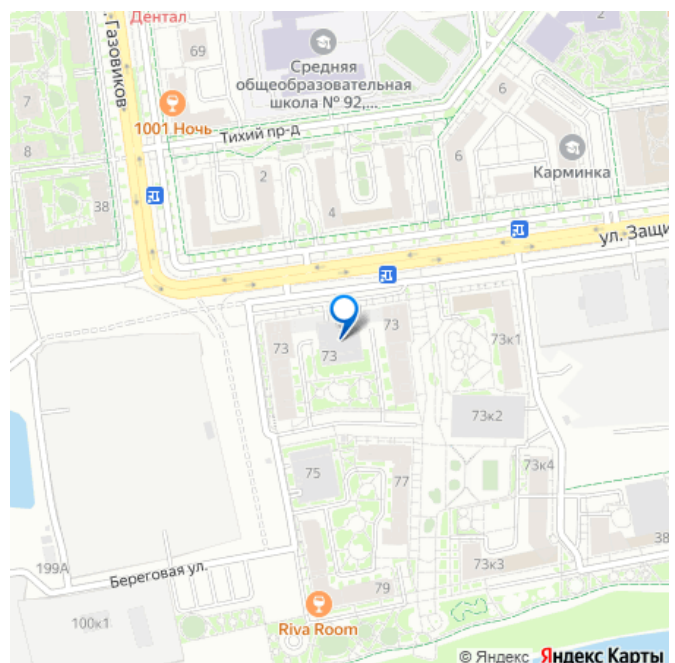 Дентал
. Газовиков
69
Средняя
общеобразовательная
школа № 92,...
2
7
1001 Ночь
Тихий пр-д
6
8
6
Карминка
2
38
4
ул. Защи
73
73
73
73к1
73к2
75
77
73к4
38
199А
Береговая ул.
73к3
79
100к1
Riva Room
© Яндекс Яндекс Карты